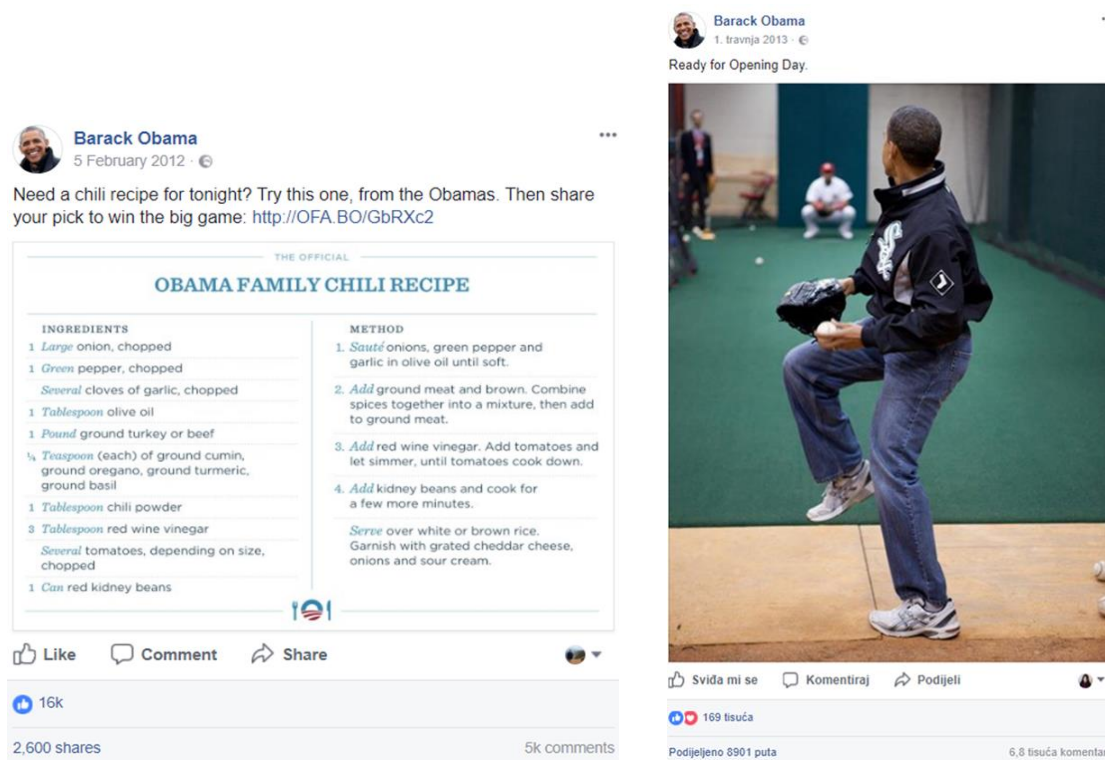 Barack Obama
5 February 2012
Need a chili recipe for tonight? Try this one, from the Obamas. Then share
your pick to win the big game: http://OFA.BO/GbRXc2
THE OFFICIAL
OBAMA FAMILY CHILI RECIPE
INGREDIENTS
1 Large onion, chopped
1 Green pepper, chopped
Several cloves of garlic, chopped
1 Tablespoon olive oil
1 Pound ground turkey or beef
¼ Teaspoon (each) of ground cumin,
ground oregano, ground turmeric,
ground basil
1 Tablespoon chili powder
3 Tablespoon red wine vinegar
Several tomatoes, depending on size,
chopped
1 Can red kidney beans
METHOD
1. Sauté onions, green pepper and
garlic in olive oil until soft.
2. Add ground meat and brown. Combine
spices together into a mixture, then add
to ground meat.
3. Add red wine vinegar. Add tomatoes and
let simmer, until tomatoes cook down.
4. Add kidney beans and cook for
a few more minutes.
Serve over white or brown rice.
Garnish with grated cheddar cheese,
onions and sour cream.
Like Comment Share
16k
2,600 shares 5k comments
Barack Obama
1. travnja 2013
Ready for Opening Day.
Sox
Sviđa mi se Komentiraj Podijeli
169 tisuća
Podijeljeno 8901 puta 6,8 tisuća komentar